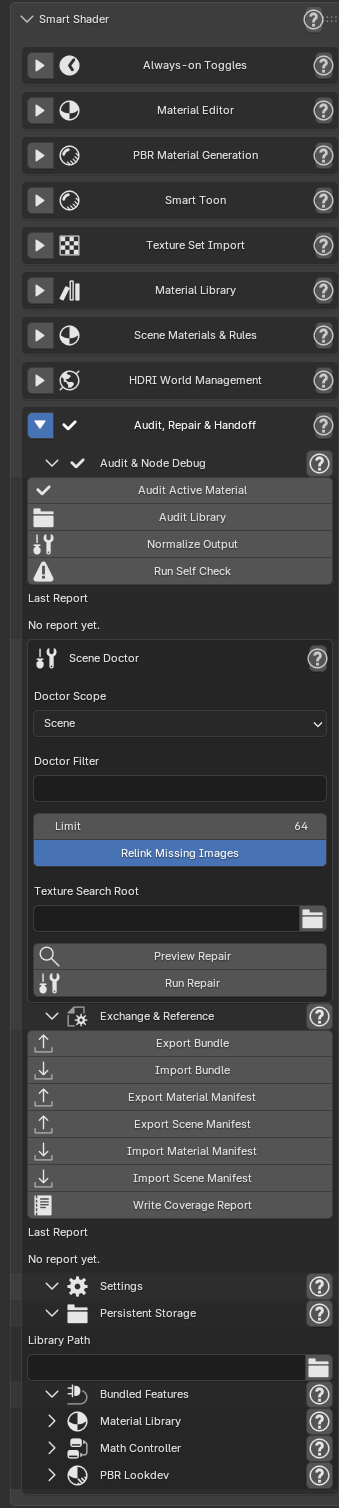 Smart Shader
Always-on Toggles
Material Editor
PBR Material Generation
Smart Toon
Texture Set Import
Material Library
Scene Materials & Rules
HDRI World Management
Audit, Repair & Handoff
Audit & Node Debug
Audit Active Material
Audit Library
Normalize Output
Run Self Check
Last Report
No report yet.
Scene Doctor
Doctor Scope
Scene
Doctor Filter
Limit 64
Relink Missing Images
Texture Search Root
Preview Repair
Run Repair
Exchange & Reference
Export Bundle
Import Bundle
Export Material Manifest
Export Scene Manifest
Import Material Manifest
Import Scene Manifest
Write Coverage Report
Last Report
No report yet.
Settings
Persistent Storage
Library Path
Bundled Features
Material Library
Math Controller
PBR Lookdev